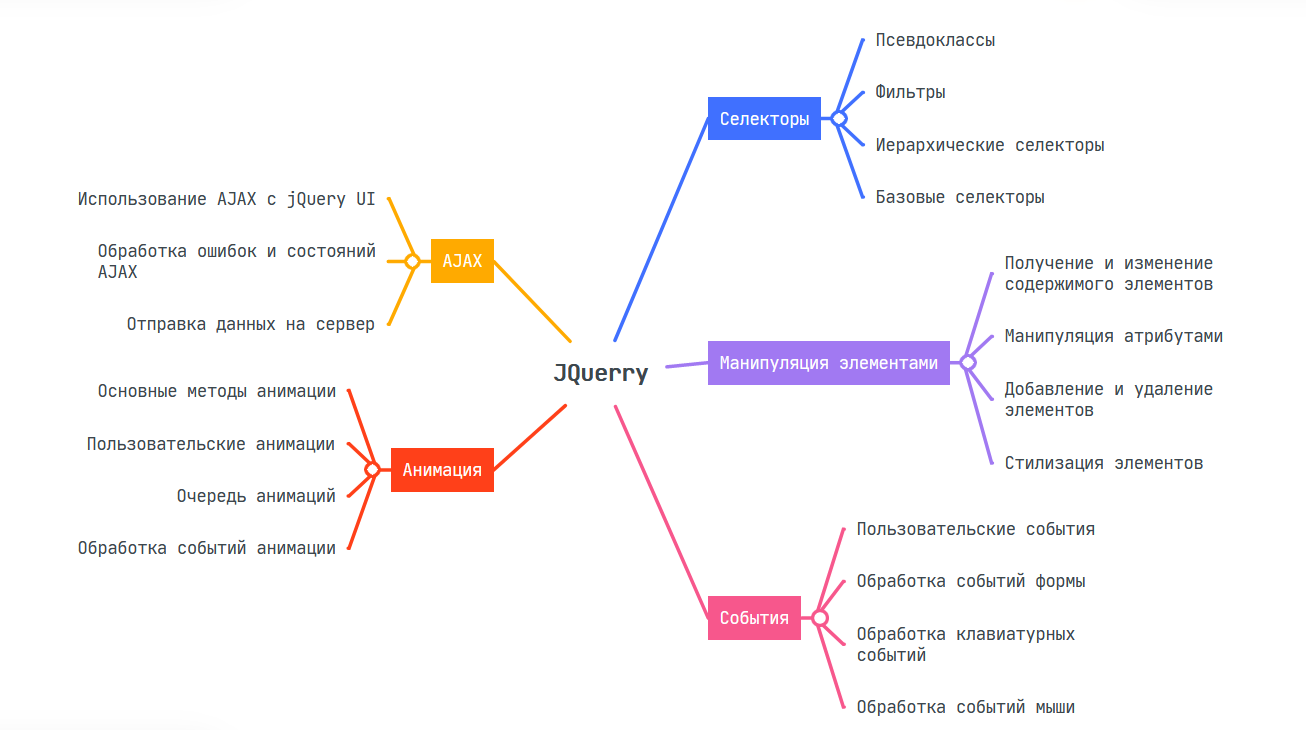 Псевдоклассы
Фильтры
Селекторы
Иерархические селекторы
Базовые селекторы
Использование AJAX с jQuery UI
Обработка ошибок и состояний
AJAX
AJAX
Отправка данных на сервер
Получение и изменение
содержимого элементов
Манипуляция атрибутами
Манипуляция элементами
Добавление и удаление
элементов
Стилизация элементов
JQuerry
Основные методы анимации
Пользовательские анимации
Анимация
Очередь анимаций
Обработка событий анимации
Пользовательские события
Обработка событий формы
События
Обработка клавиатурных
событий
Обработка событий мыши